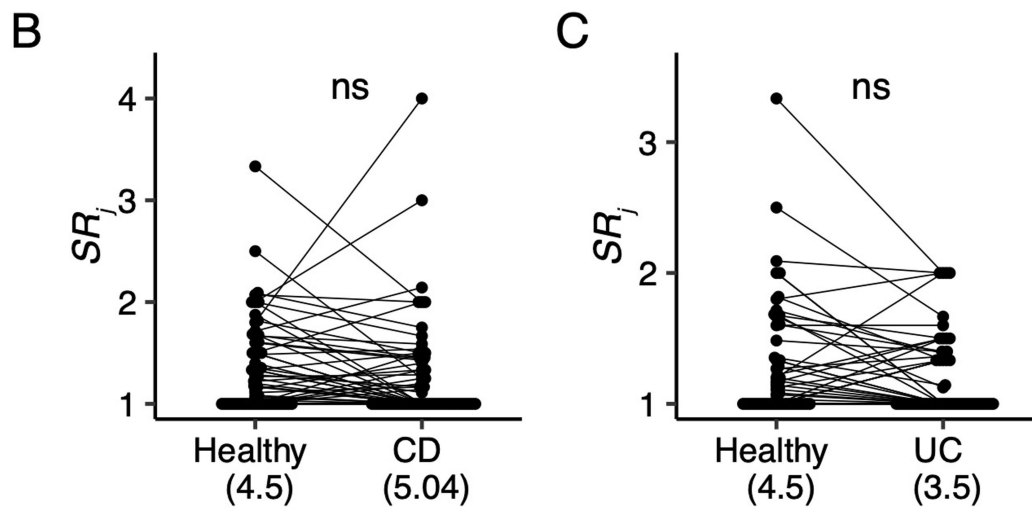 B
ns
4
3
2
1
SRj
Healthy
(4.5)
CD
(5.04)
C
ns
3
2
1
SRj
Healthy
(4.5)
UC
(3.5)